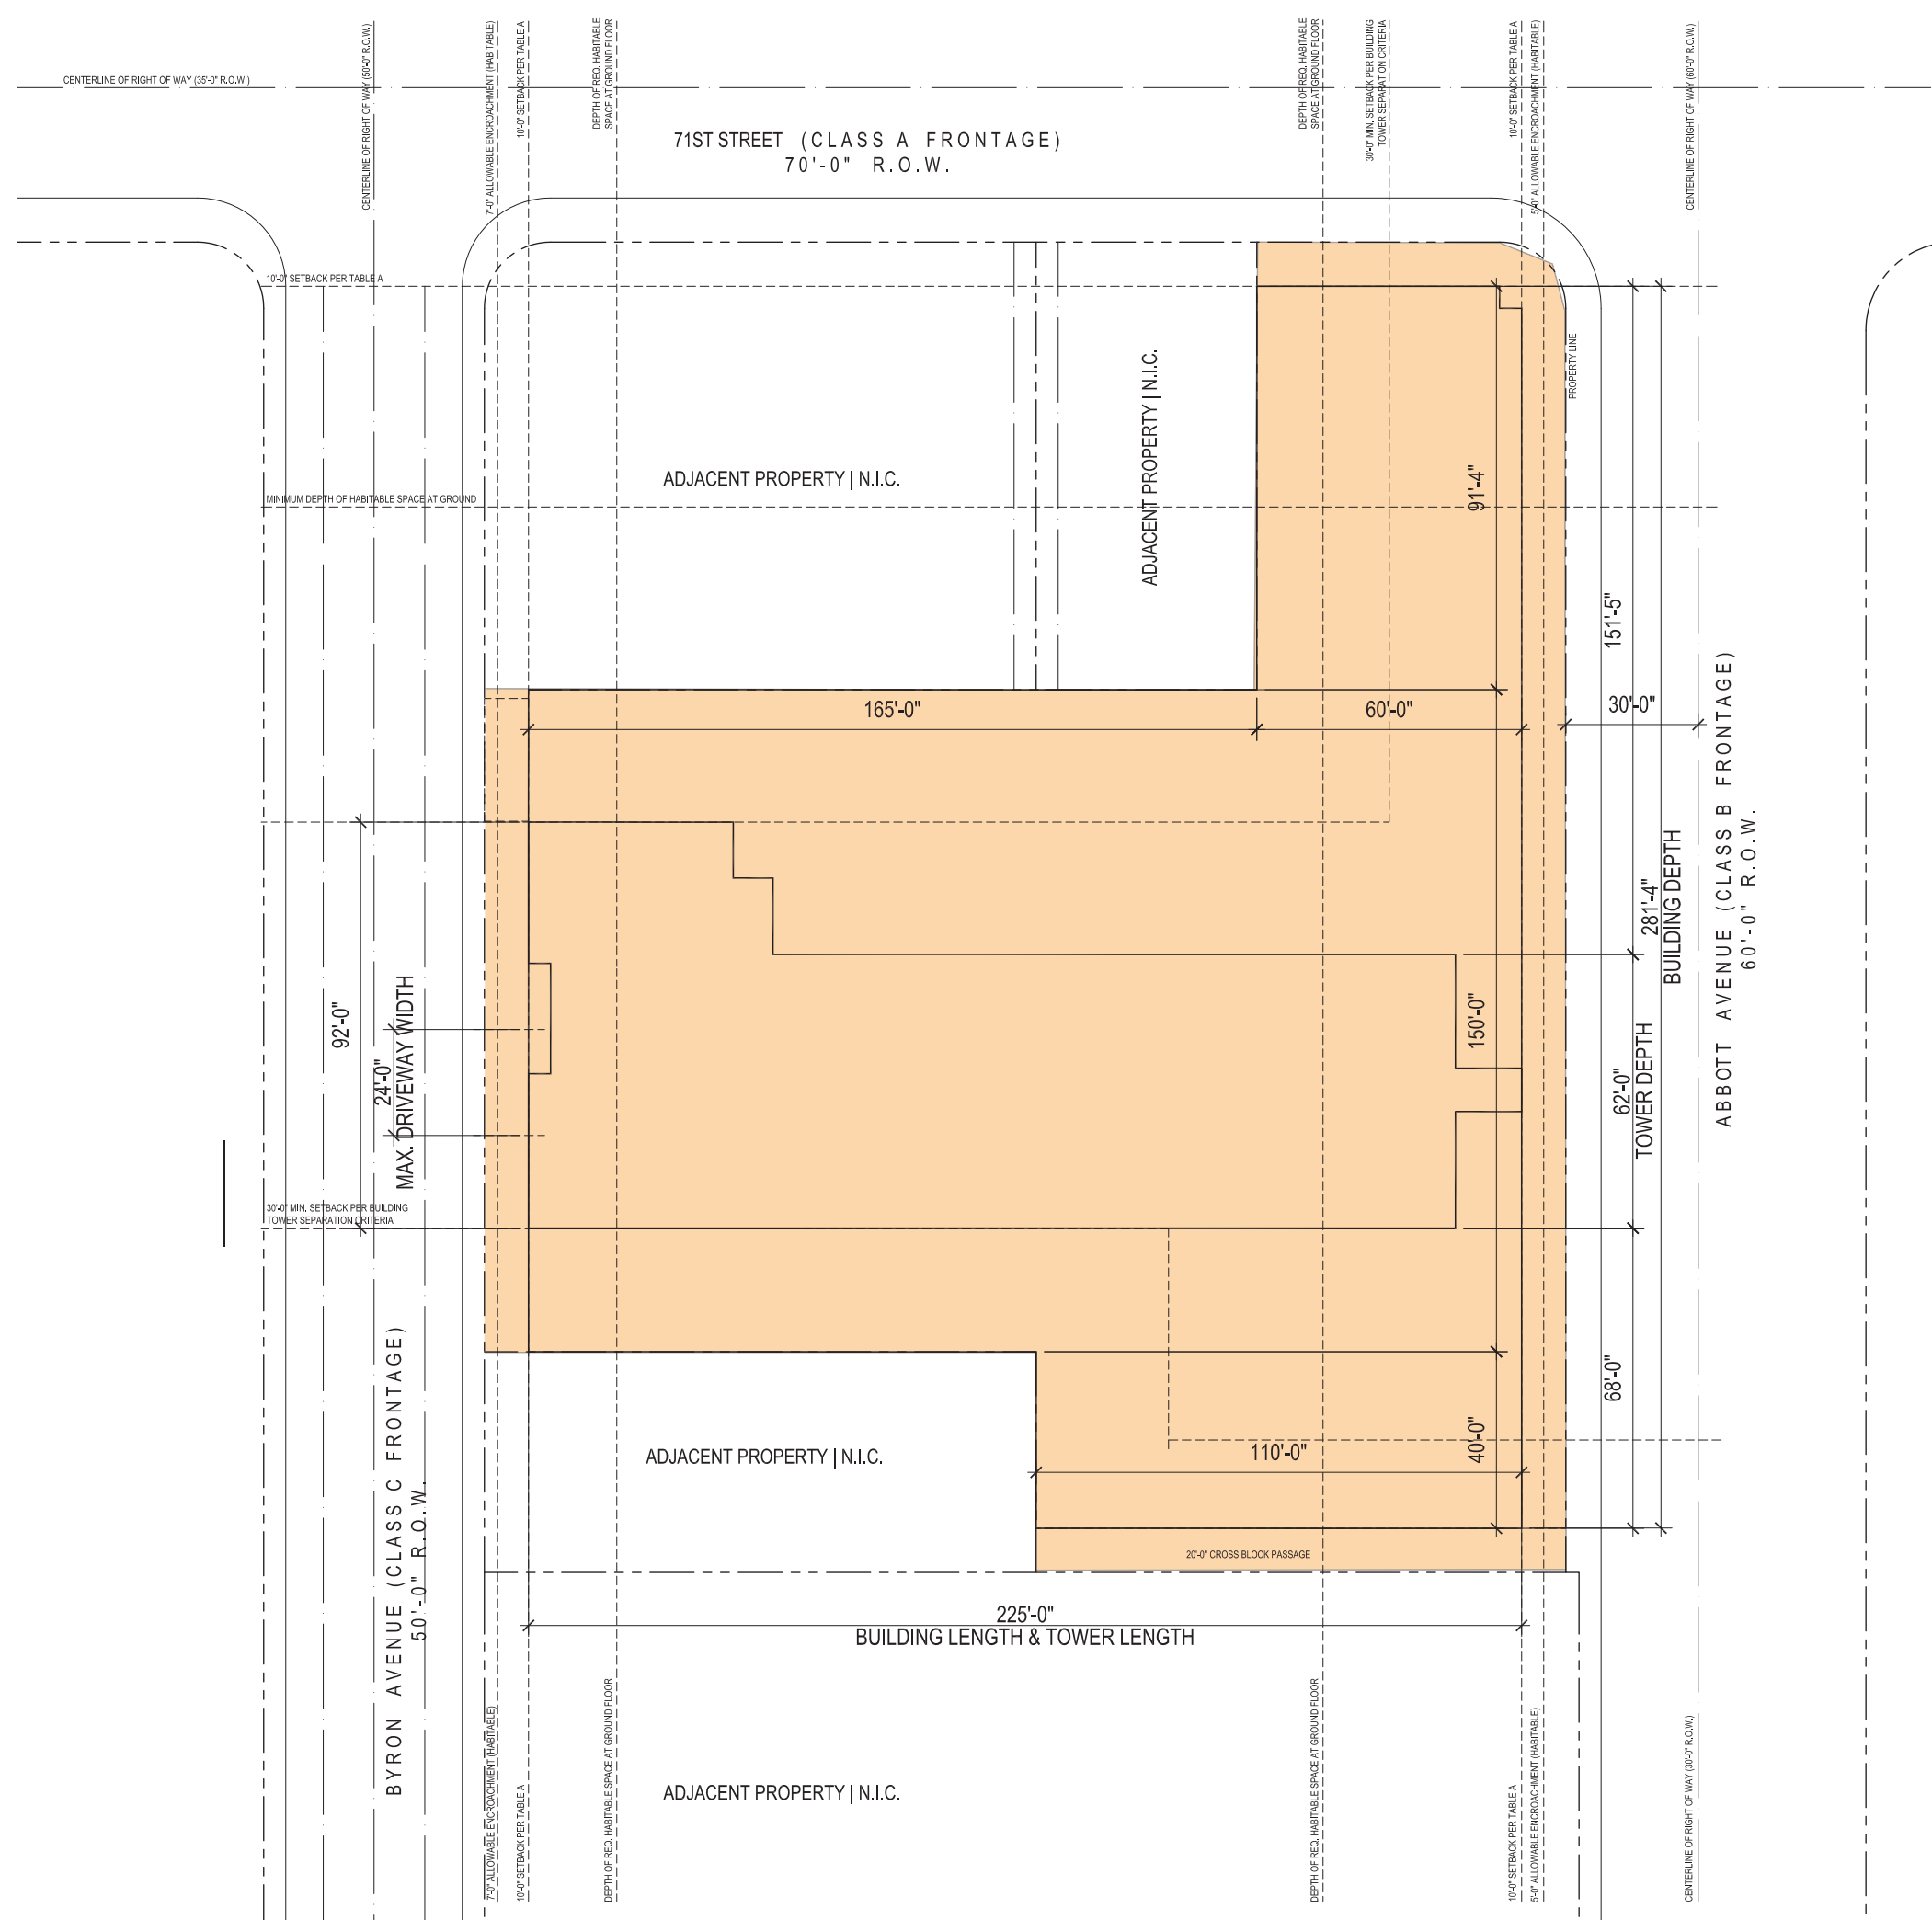 CENTERLINE OF RIGHT OF WAY (35'-0" R.O.W.)
CENTERLINE OF RIGHT OF WAY (50'-0" R.O.W.)
7'-0" ALLOWABLE ENCROACHMENT (HABITABLE)
10'-0" SETBACK PER TABLE A
DEPTH OF REQ. HABITABLE
SPACE AT GROUND FLOOR
DEPTH OF REQ. HABITABLE
SPACE AT GROUND FLOOR
30'-0" MIN. SETBACK PER BUILDING
TOWER SEPARATION CRITERIA
10'-0" SETBACK PER TABLE A
5'-0" ALLOWABLE ENCROACHMENT (HABITABLE)
CENTERLINE OF RIGHT OF WAY (60'-0" R.O.W.)
71ST STREET (CLASS A FRONTAGE)
70'-0" R.O.W.
10'-0" SETBACK PER TABLE A
PROPERTY LINE
ADJACENT PROPERTY | N.I.C.
ADJACENT PROPERTY | N.I.C.
91'-4"
MINIMUM DEPTH OF HABITABLE SPACE AT GROUND
151'-5"
165'-0"
60'-0"
30'-0"
ABBOTT AVENUE (CLASS B FRONTAGE)
60'-0" R.O.W.
281'-4"
BUILDING DEPTH
92'-0"
24'-0"
MAX. DRIVEWAY WIDTH
150'-0"
62'-0"
TOWER DEPTH
30'-0" MIN. SETBACK PER BUILDING
TOWER SEPARATION CRITERIA
68'-0"
BYRON AVENUE (CLASS C FRONTAGE)
50'-0" R.O.W.
ADJACENT PROPERTY | N.I.C.
110'-0"
40'-0"
20'-0" CROSS BLOCK PASSAGE
225'-0"
BUILDING LENGTH & TOWER LENGTH
ADJACENT PROPERTY | N.I.C.
7'-0" ALLOWABLE ENCROACHMENT (HABITABLE)
10'-0" SETBACK PER TABLE A
DEPTH OF REQ. HABITABLE SPACE AT GROUND FLOOR
DEPTH OF REQ. HABITABLE SPACE AT GROUND FLOOR
10'-0" SETBACK PER TABLE A
5'-0" ALLOWABLE ENCROACHMENT (HABITABLE)
CENTERLINE OF RIGHT OF WAY (30'-0" R.O.W.)